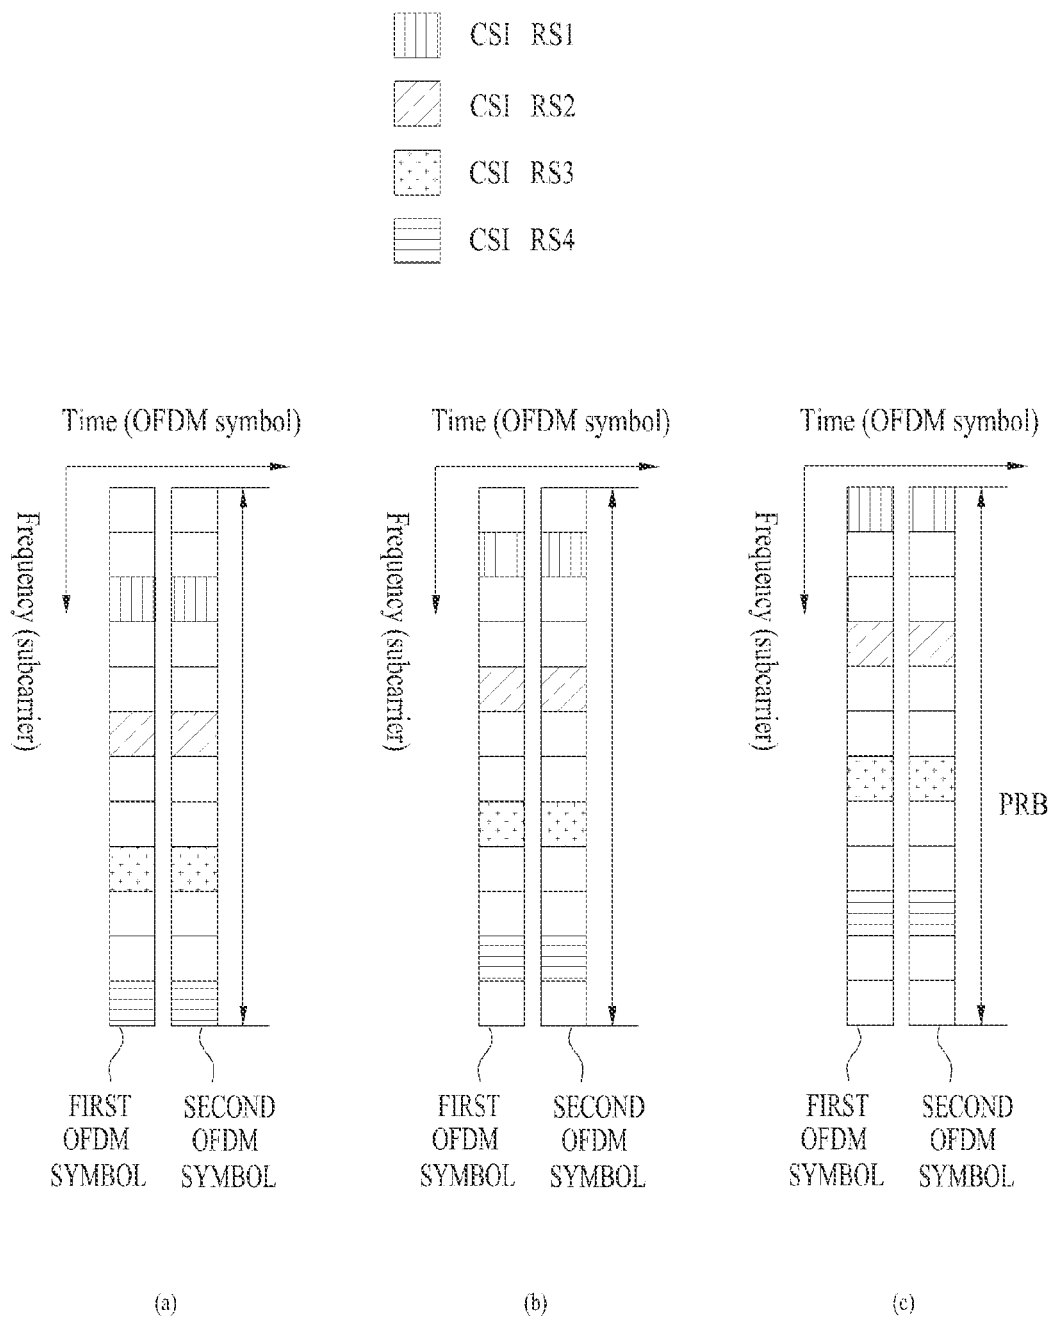 CSI RS1
CSI RS2
CSI RS3
CSI RS4
Time (OFDM symbol)
Frequency (subcarrier)
FIRST
OFDM
SYMBOL
SECOND
OFDM
SYMBOL
(a)
Time (OFDM symbol)
Frequency (subcarrier)
FIRST
OFDM
SYMBOL
SECOND
OFDM
SYMBOL
(b)
Time (OFDM symbol)
Frequency (subcarrier)
PRB
FIRST
OFDM
SYMBOL
SECOND
OFDM
SYMBOL
(c)